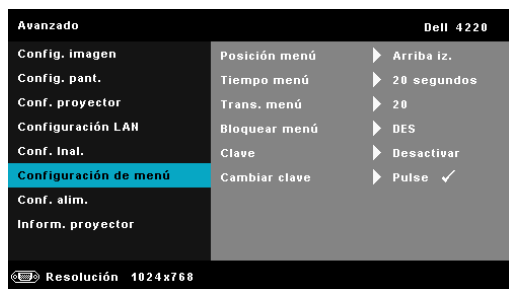 Avanzado Dell 4220
Config. imagen Posición menú Arriba iz.
Config. pant. Tiempo menú 20 segundos
Conf. proyector Trans. menú 20
Configuración LAN Bloquear menú DES
Conf. Inal. Clave Desactivar
Configuración de menú Cambiar clave Pulse ✓
Conf. alim.
Inform. proyector
Resolución 1024x768